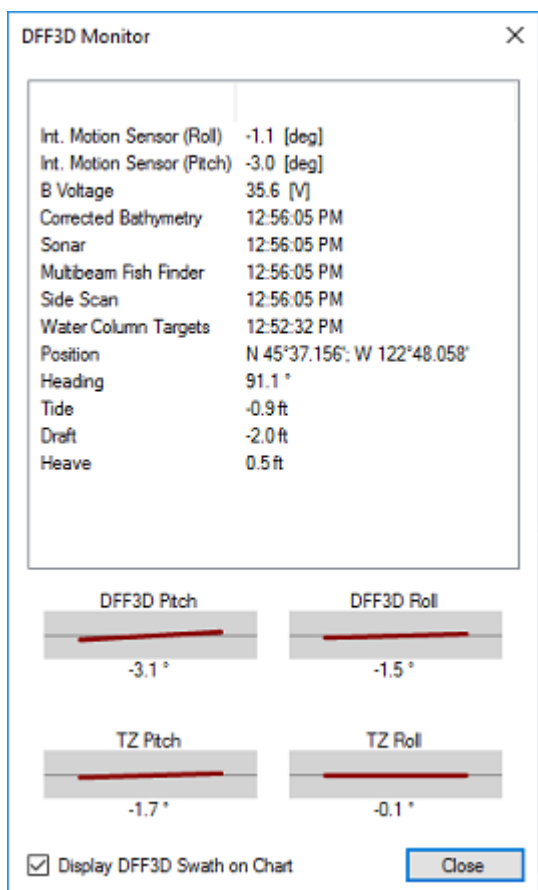 DFF3D Monitor
Int. Motion Sensor (Roll) -1.1 [deg]
Int. Motion Sensor (Pitch) -3.0 [deg]
B Voltage 35.6 [V]
Corrected Bathymetry 12:56:05 PM
Sonar 12:56:05 PM
Multibeam Fish Finder 12:56:05 PM
Side Scan 12:56:05 PM
Water Column Targets 12:52:32 PM
Position N 45°37.156'; W 122°48.058'
Heading 91.1 °
Tide -0.9 ft
Draft -2.0 ft
Heave 0.5 ft
DFF3D Pitch DFF3D Roll
-3.1 ° -1.5 °
TZ Pitch TZ Roll
-1.7 ° -0.1 °
Display DFF3D Swath on Chart Close